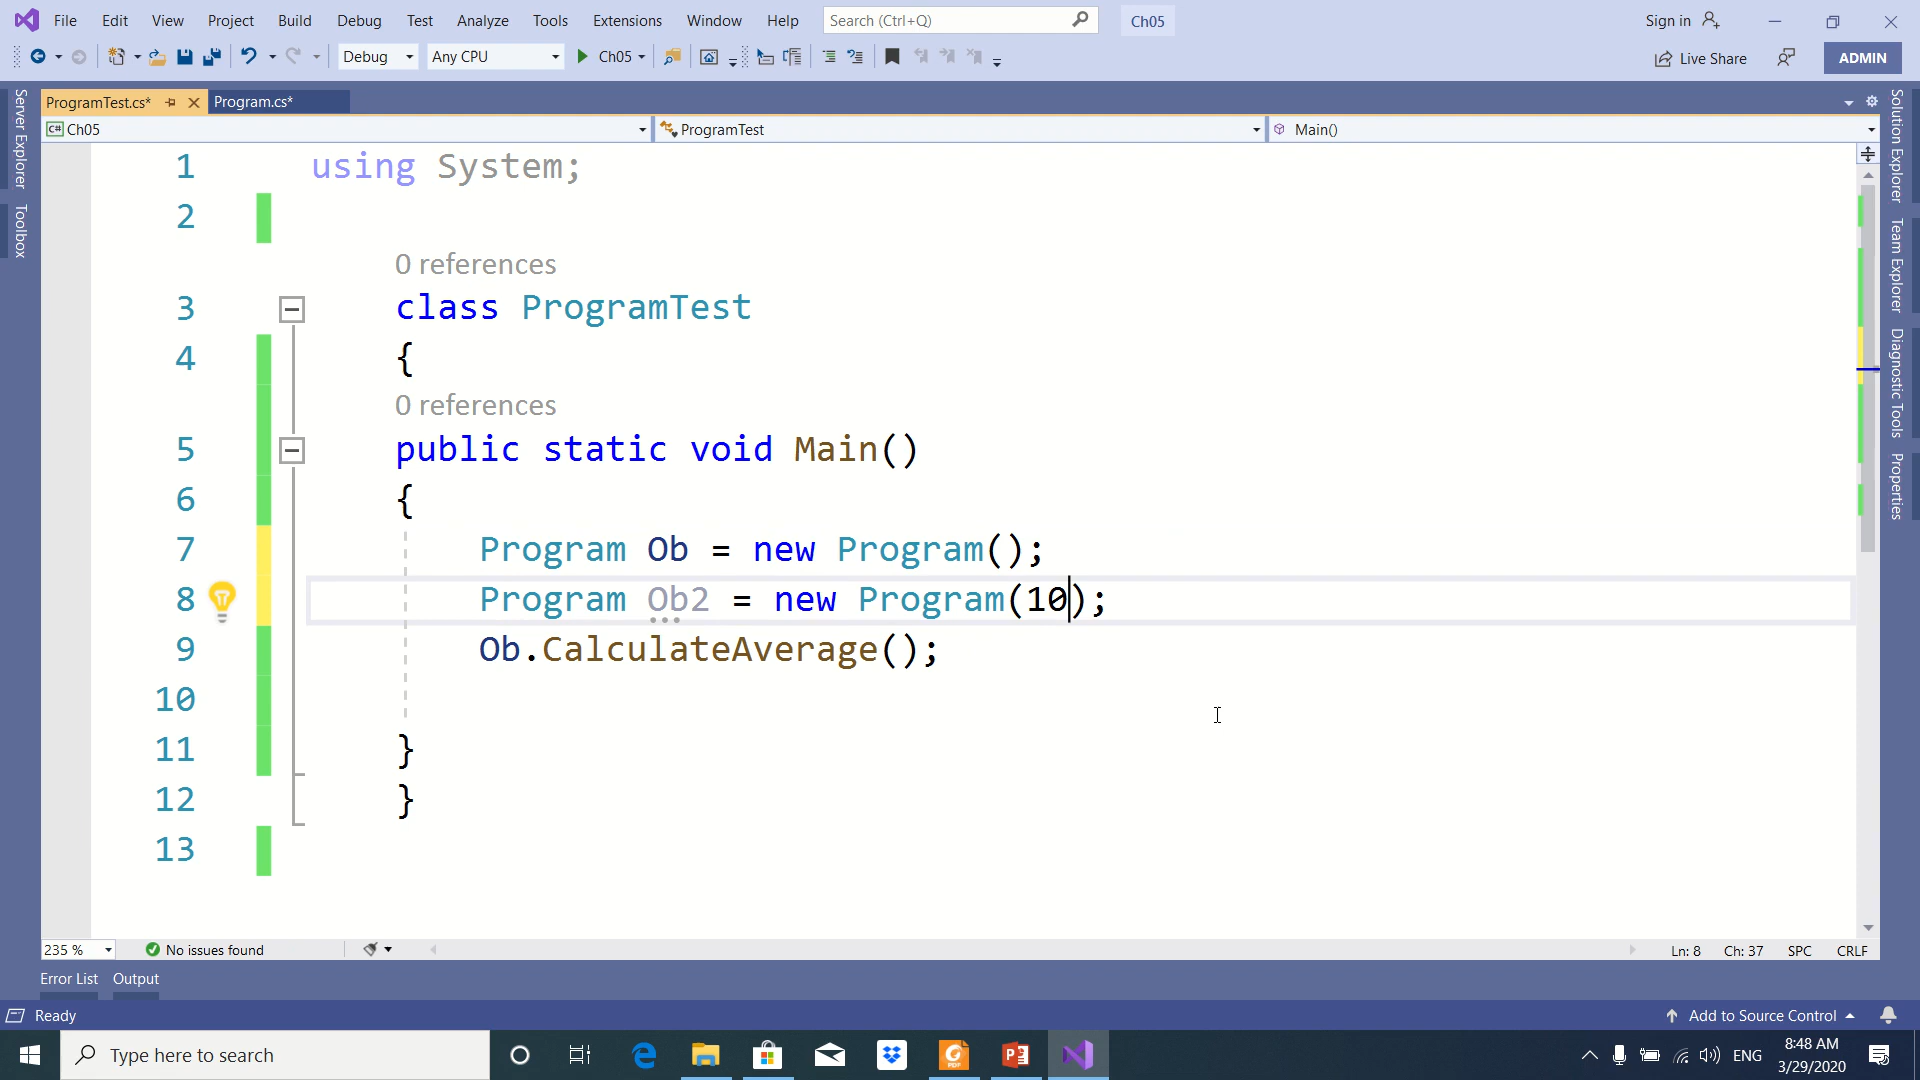 File Edit View Project Build Debug Test Analyze Tools Extensions Window Help Search (Ctrl+Q) Ch05 Sign in
Debug Any CPU Ch05 Live Share ADMIN
ProgramTest.cs* Program.cs*
Ch05 ProgramTest Main()
Server Explorer
Toolbox
Solution Explorer
Team Explorer
Diagnostic Tools
Properties
1 using System;
2
0 references
3 class ProgramTest
4 {
0 references
5 public static void Main()
6 {
7 Program Ob = new Program();
8 Program Ob2 = new Program(10);
9 Ob.CalculateAverage();
10
11 }
12 }
13
235 % No issues found Ln: 8 Ch: 37 SPC CRLF
Error List Output
Ready Add to Source Control
Type here to search ENG 8:48 AM
3/29/2020